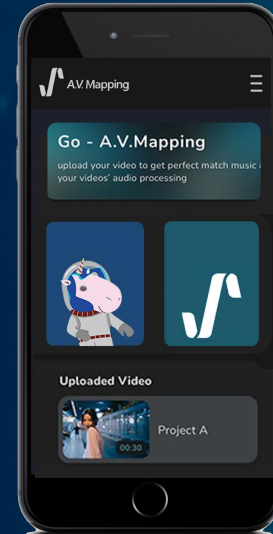 A.V. Mapping
Go - A.V.Mapping
upload your video to get perfect match music
your videos' audio processing
Uploaded Video
00:30
Project A